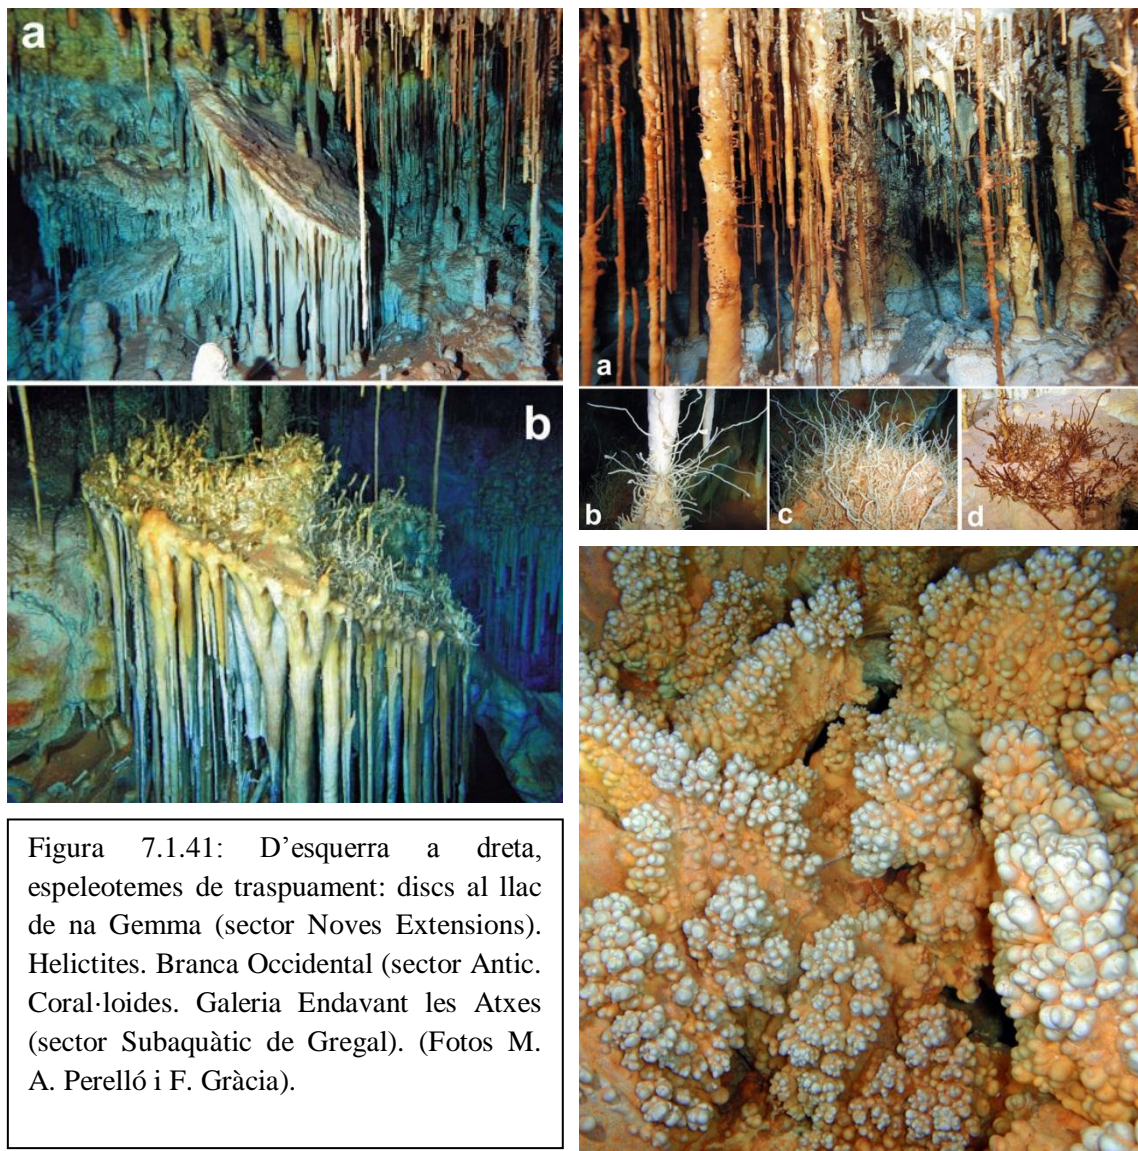 a
b
a
b
c
d
Figura 7.1.41: D’esquerra a dreta,
espeleotemes de traspuament: discs al llac
de na Gemma (sector Noves Extensions).
Helictites. Branca Occidental (sector Antic.
Coral·loides. Galeria Endavant les Atxes
(sector Subaquàtic de Gregal). (Fotos M.
A. Perelló i F. Gràcia).